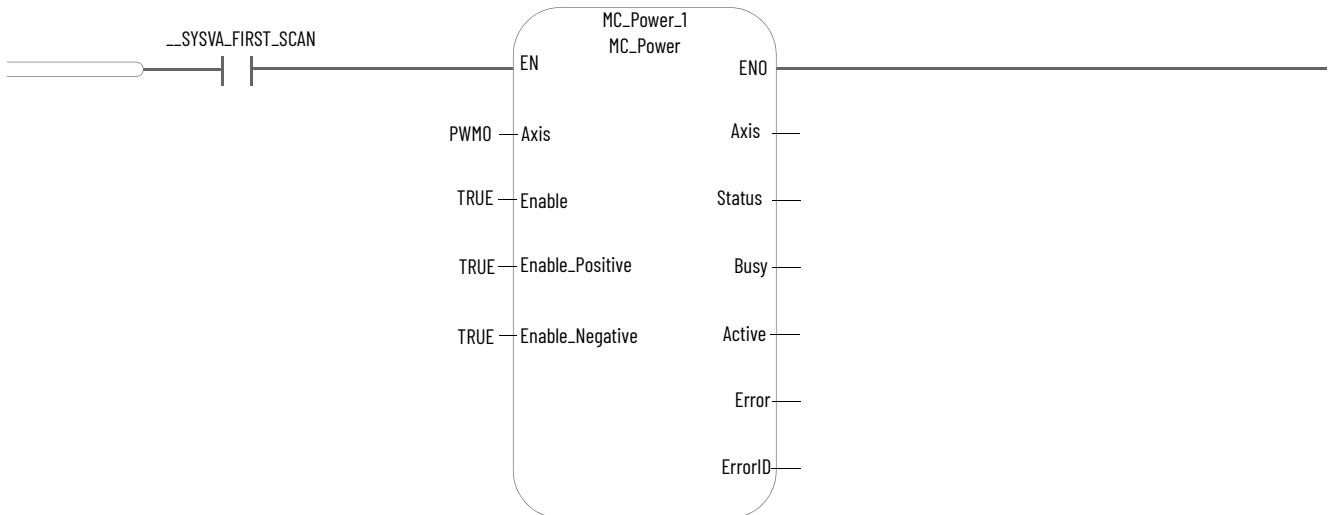 MC_Power_1
__SYSVA_FIRST_SCAN
MC_Power
EN
ENO
PWM0
Axis
Axis
TRUE
Enable
Status
TRUE
Enable_Positive
Busy
TRUE
Enable_Negative
Active
Error
ErrorID